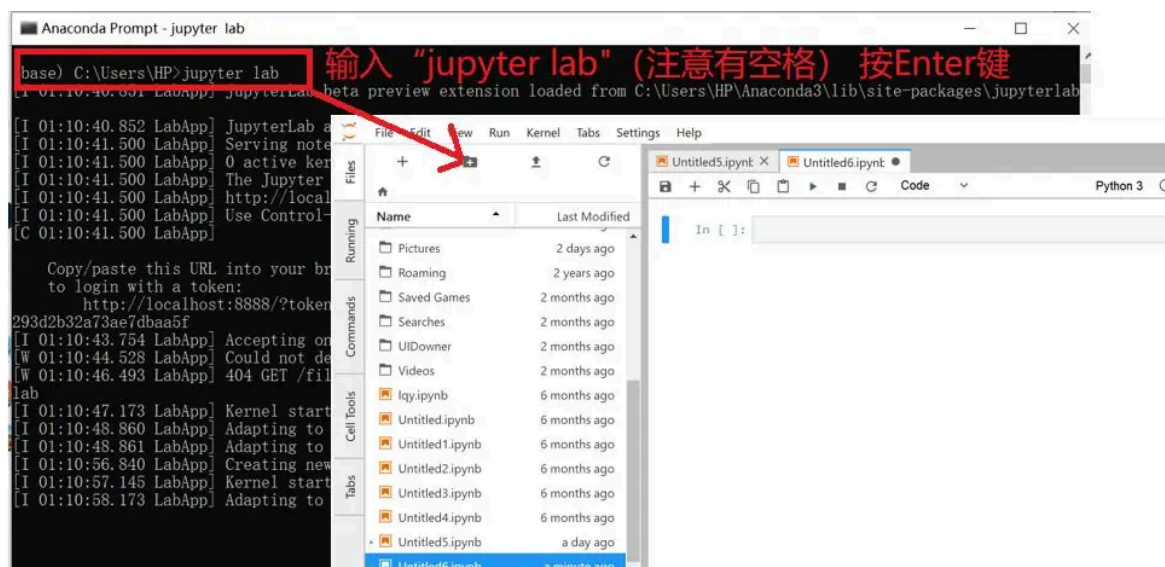 Anaconda Prompt - jupyter lab
base) C:\Users\HP>jupyter lab
输入“jupyter lab"(注意有空格) 按Enter键
[I 01:10:40.851 LabApp] JupyterLab beta preview extension loaded from C:\Users\HP\Anaconda3\lib\site-packages\jupyterlab
[I 01:10:40.852 LabApp] JupyterLab a
[I 01:10:41.500 LabApp] Serving note
[I 01:10:41.500 LabApp] 0 active ker
[I 01:10:41.500 LabApp] The Jupyter
[I 01:10:41.500 LabApp] http://local
[I 01:10:41.500 LabApp] Use Control-
[C 01:10:41.500 LabApp]
Copy/paste this URL into your br
to login with a token:
http://localhost:8888/?token
293d2b32a73ae7dbaa5f
[I 01:10:43.754 LabApp] Accepting on
[W 01:10:44.528 LabApp] Could not de
[W 01:10:46.493 LabApp] 404 GET /fil
lab
[I 01:10:47.173 LabApp] Kernel start
[I 01:10:48.860 LabApp] Adapting to
[I 01:10:48.861 LabApp] Adapting to
[I 01:10:56.840 LabApp] Creating new
[I 01:10:57.145 LabApp] Kernel start
[I 01:10:58.173 LabApp] Adapting to
File Edit View Run Kernel Tabs Settings Help
Files
Running
Commands
Cell Tools
Tabs
Name Last Modified
Pictures 2 days ago
Roaming 2 years ago
Saved Games 2 months ago
Searches 2 months ago
UIDowner 2 months ago
Videos 2 months ago
lqy.ipynb 6 months ago
Untitled.ipynb 6 months ago
Untitled1.ipynb 6 months ago
Untitled2.ipynb 6 months ago
Untitled3.ipynb 6 months ago
Untitled4.ipynb 6 months ago
Untitled5.ipynb a day ago
Untitled6.ipynb a minute ago
Untitled5.ipynb Untitled6.ipynb
Code Python 3
In [ ]: